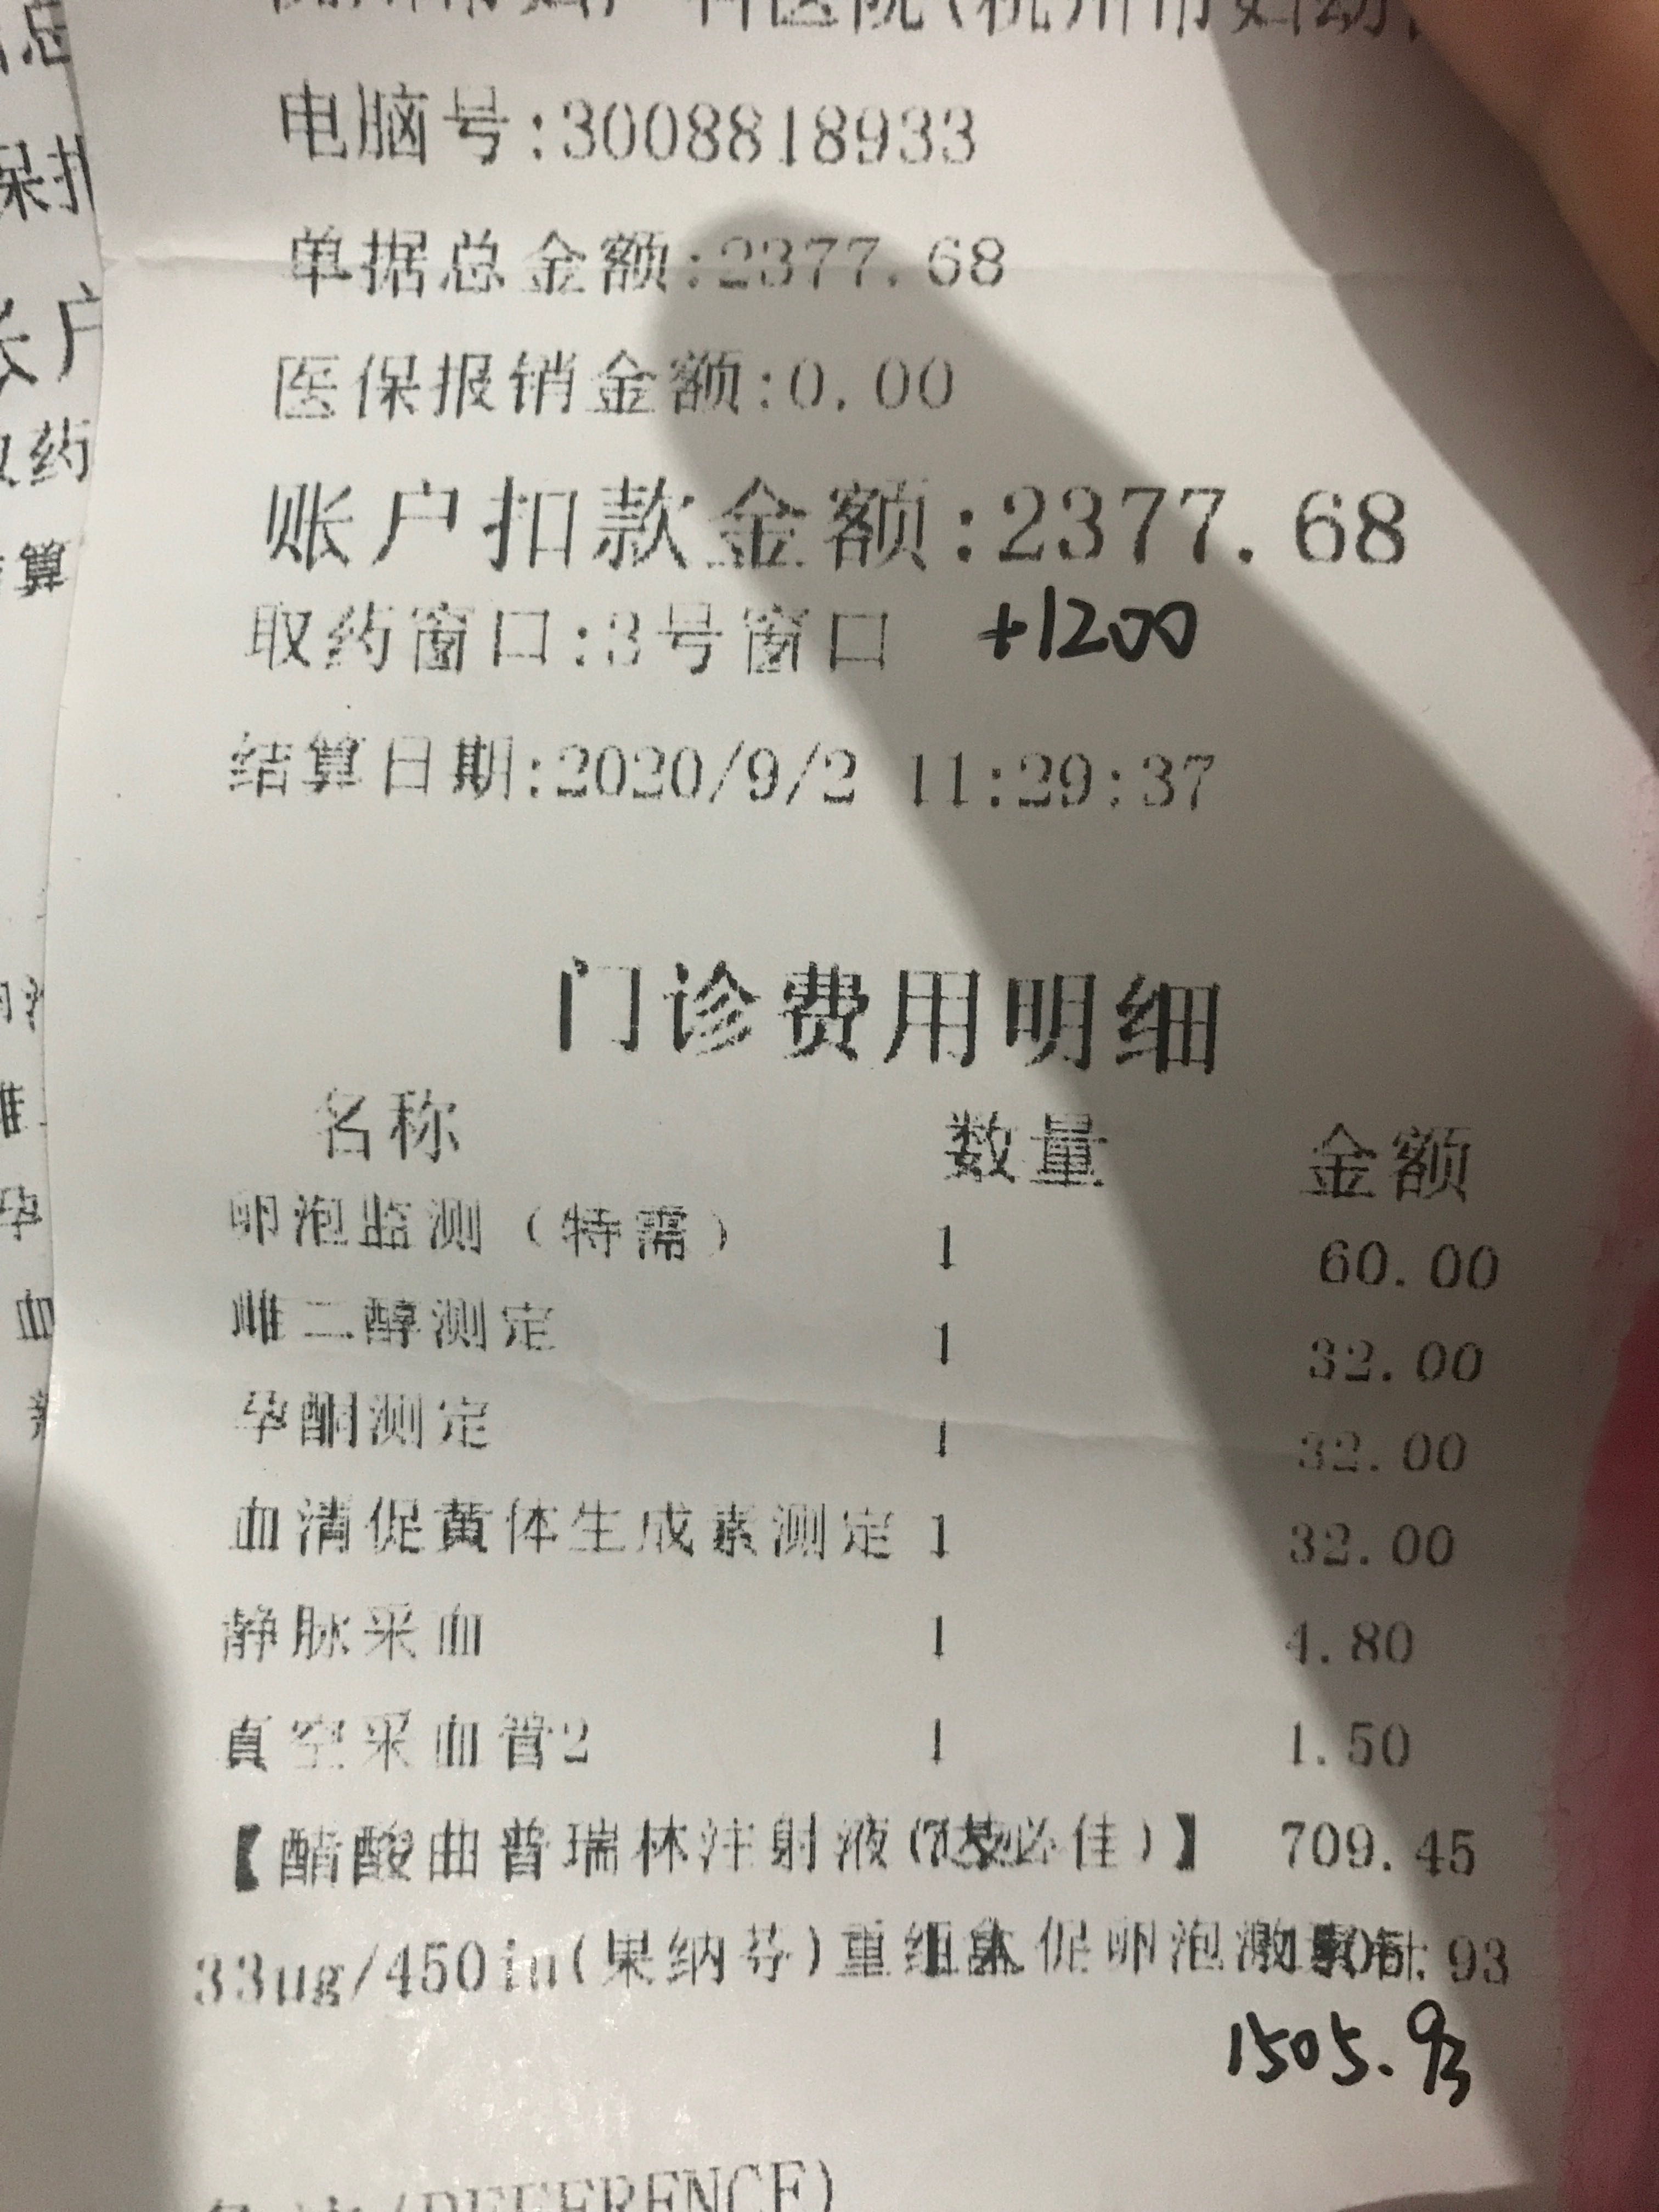 电脑号:3008818933
单据总金额:2377.68
医保报销金额:0.00
账户扣款金额:2377.68
取药窗口:3号窗口 +1200
结算日期:2020/9/2 11:29:37
门诊费用明细
名称 数量 金额
卵泡监测(特需) 1 60.00
雌二醇测定 1 32.00
孕酮测定 1 32.00
血清促黄体生成素测定 1 32.00
静脉采血 1 4.80
真空采血管2 1 1.50
【醋酸曲普瑞林注射液(达必佳)】 709.45
33ug/450iu(果纳芬)重组人促卵泡激素针 1505.93
1505.93